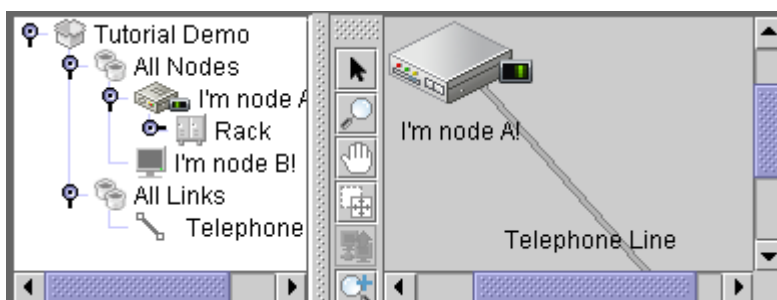 Tutorial Demo
All Nodes
I'm node A
Rack
I'm node B!
All Links
Telephone
I'm node A!
Telephone Line